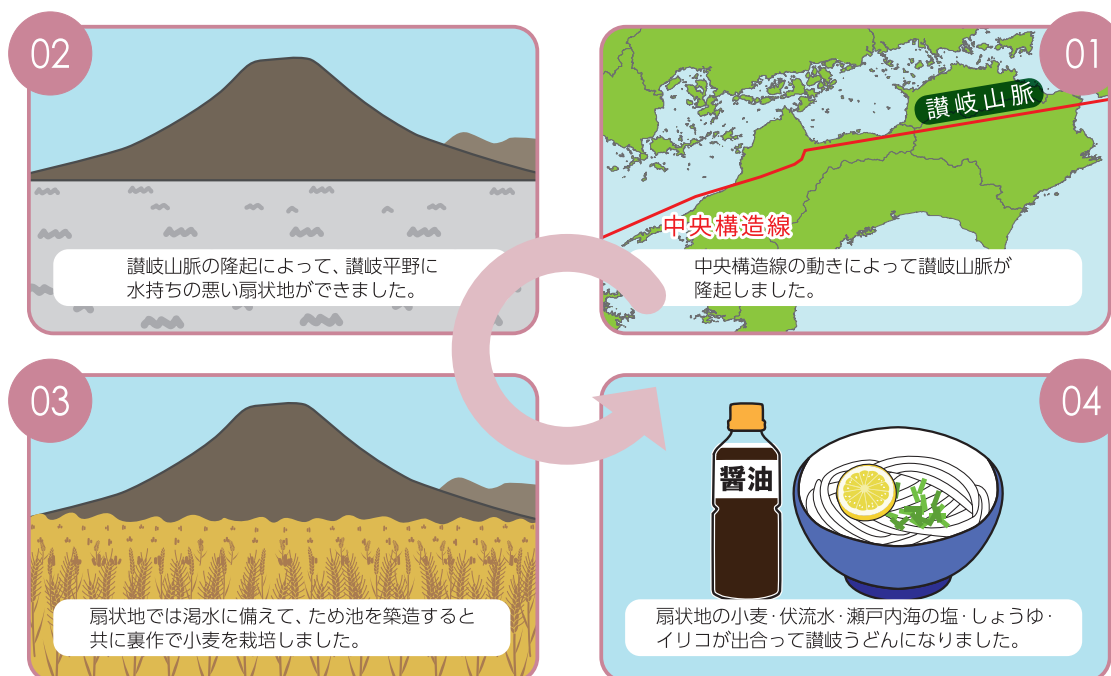 01
讃岐山脈
中央構造線
中央構造線の動きによって讃岐山脈が
隆起しました。
02
讃岐山脈の隆起によって、讃岐平野に
水持ちの悪い扇状地ができました。
03
扇状地では渇水に備えて、ため池を築造すると
共に裏作で小麦を栽培しました。
04
醤油
扇状地の小麦・伏流水・瀬戸内海の塩・しょうゆ・
イリコが出合って讃岐うどんになりました。